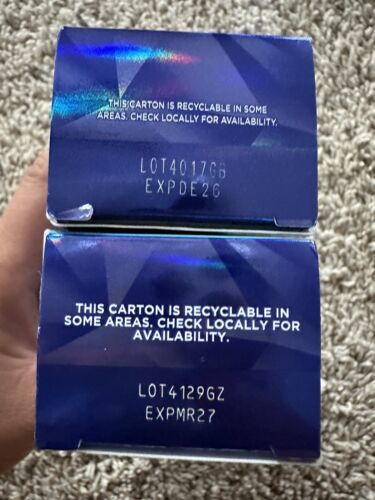 THIS CARTON IS RECYCLABLE IN SOME
AREAS. CHECK LOCALLY FOR AVAILABILITY.
LOT4017GB
EXPDE26
THIS CARTON IS RECYCLABLE IN
SOME AREAS. CHECK LOCALLY FOR
AVAILABILITY.
LOT4129GZ
EXPMR27